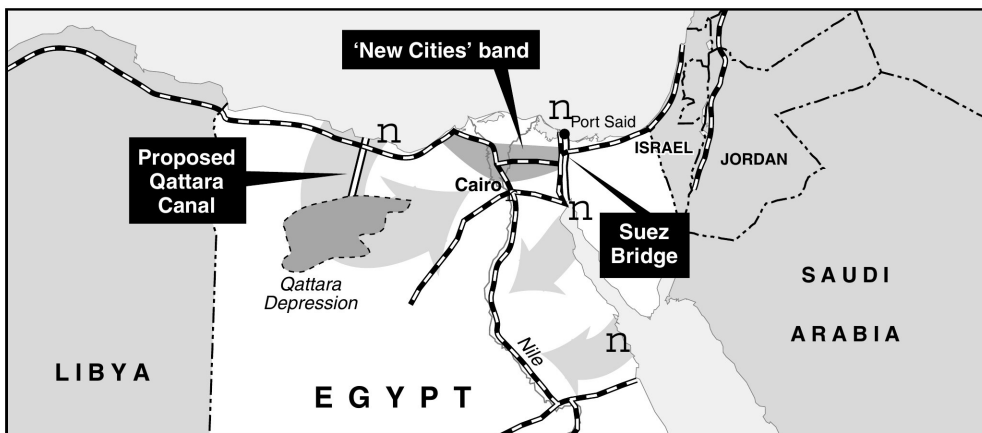 ‘New Cities’ band
n
Port Said
n
ISRAEL
JORDAN
Proposed
Qattara
Canal
Cairo
n
Suez
Bridge
Qattara
Depression
SAUDI
ARABIA
Nile
n
LIBYA
EGYPT